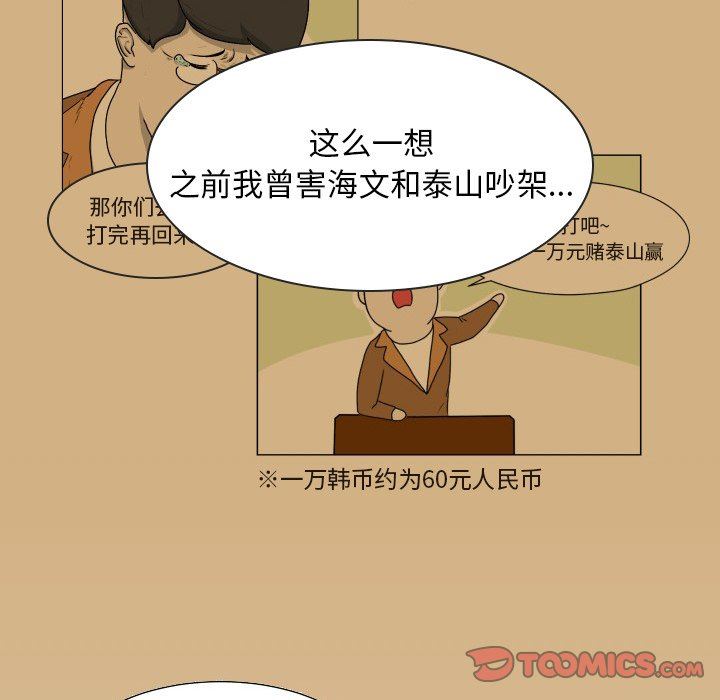 这么一想
之前我曾害海文和泰山吵架...
那你们去
打完再回来
打吧~
一万元赌泰山赢
※一万韩币约为60元人民币
TOOMICS.COM